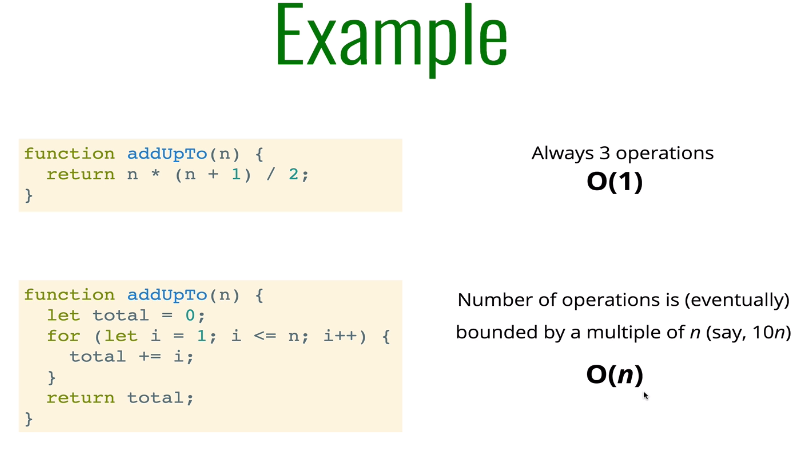 Example
function addUpTo(n) {
  return n * (n + 1) / 2;
}
Always 3 operations
O(1)
function addUpTo(n) {
  let total = 0;
  for (let i = 1; i <= n; i++) {
    total += i;
  }
  return total;
}
Number of operations is (eventually)
bounded by a multiple of n (say, 10n)
O(n)